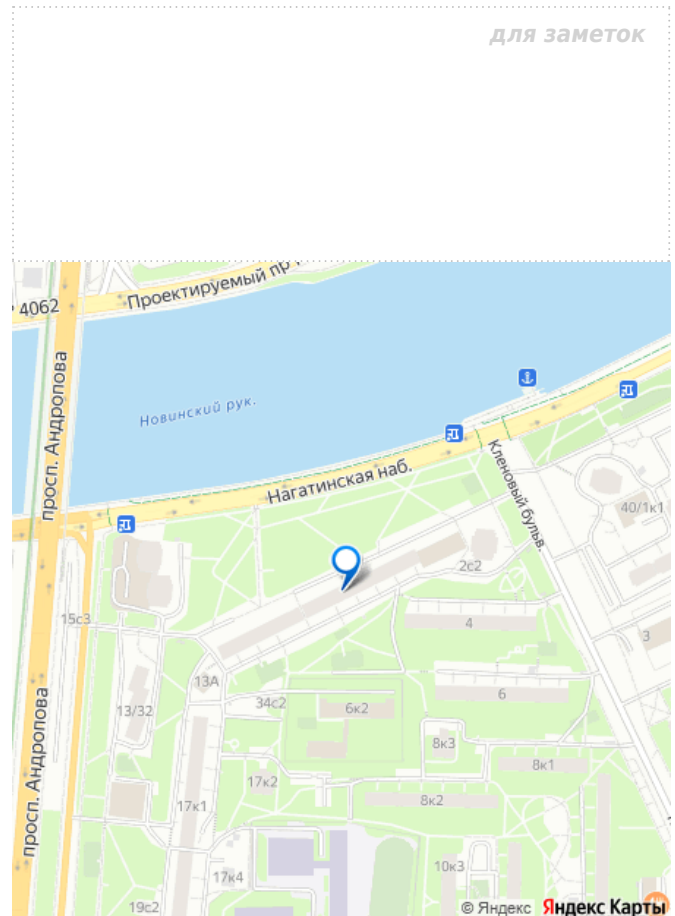 для заметок
Проектируемый пр
4062
просп. Андропова
Новинский рук.
Нагатинская наб.
Кленовый бульв.
40/1к1
2с2
15с3
4
3
13А
6
13/32
34с2
6к2
просп. Андропова
8к3
8к1
17к2
17к1
8к2
10к3
17к4
19с2
© Яндекс Яндекс Карты